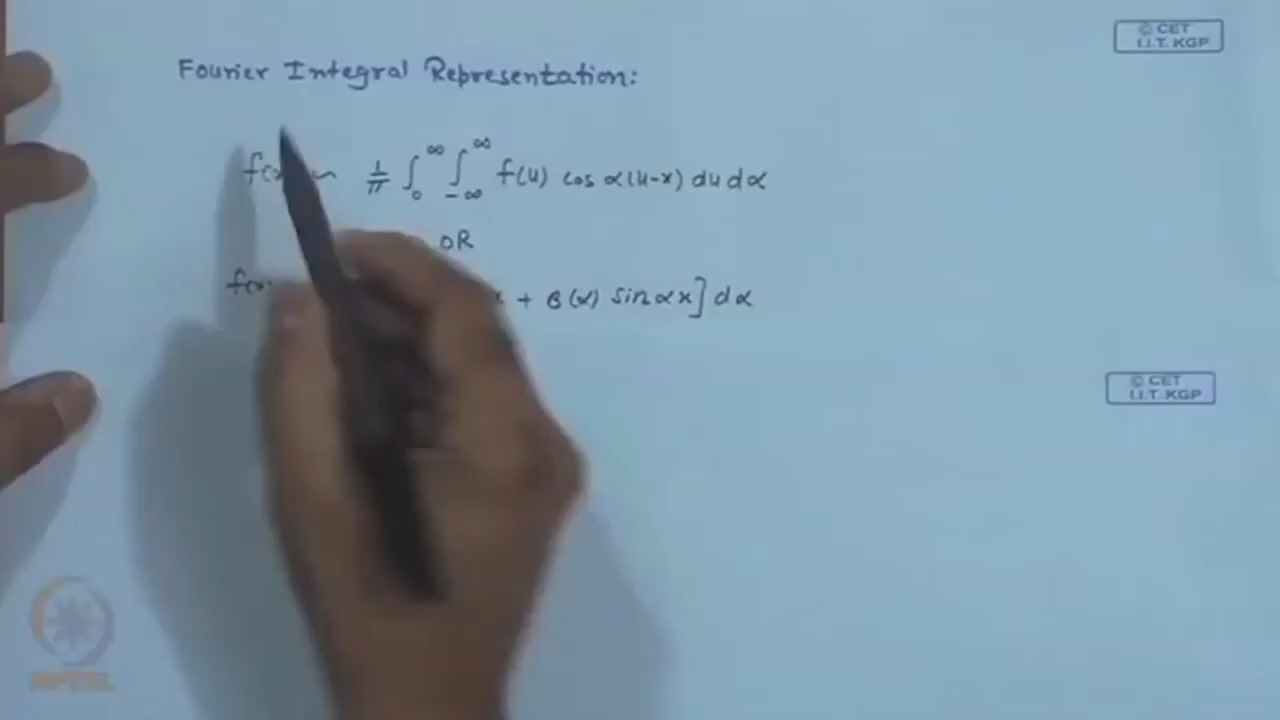 © CET
I.I.T. KGP
Fourier Integral Representation:
f(x) ~ 1/π ∫₀^∞ ∫₋∞^∞ f(u) cos α(u-x) du dα
OR
+ B(α) sin αx] dα
© CET
I.I.T. KGP